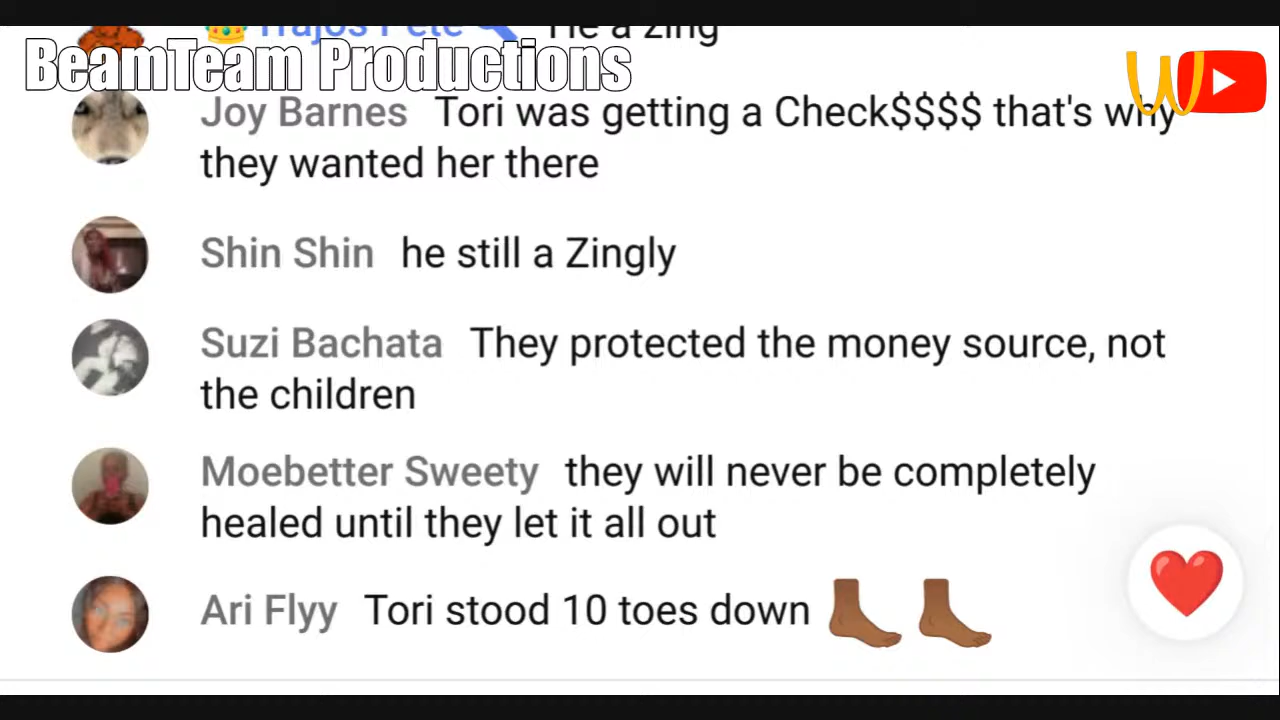 He a zing
BeamTeam Productions
Joy Barnes Tori was getting a Check$$$$ that's why
they wanted her there
Shin Shin he still a Zingly
Suzi Bachata They protected the money source, not
the children
Moebetter Sweety they will never be completely
healed until they let it all out
Ari Flyy Tori stood 10 toes down